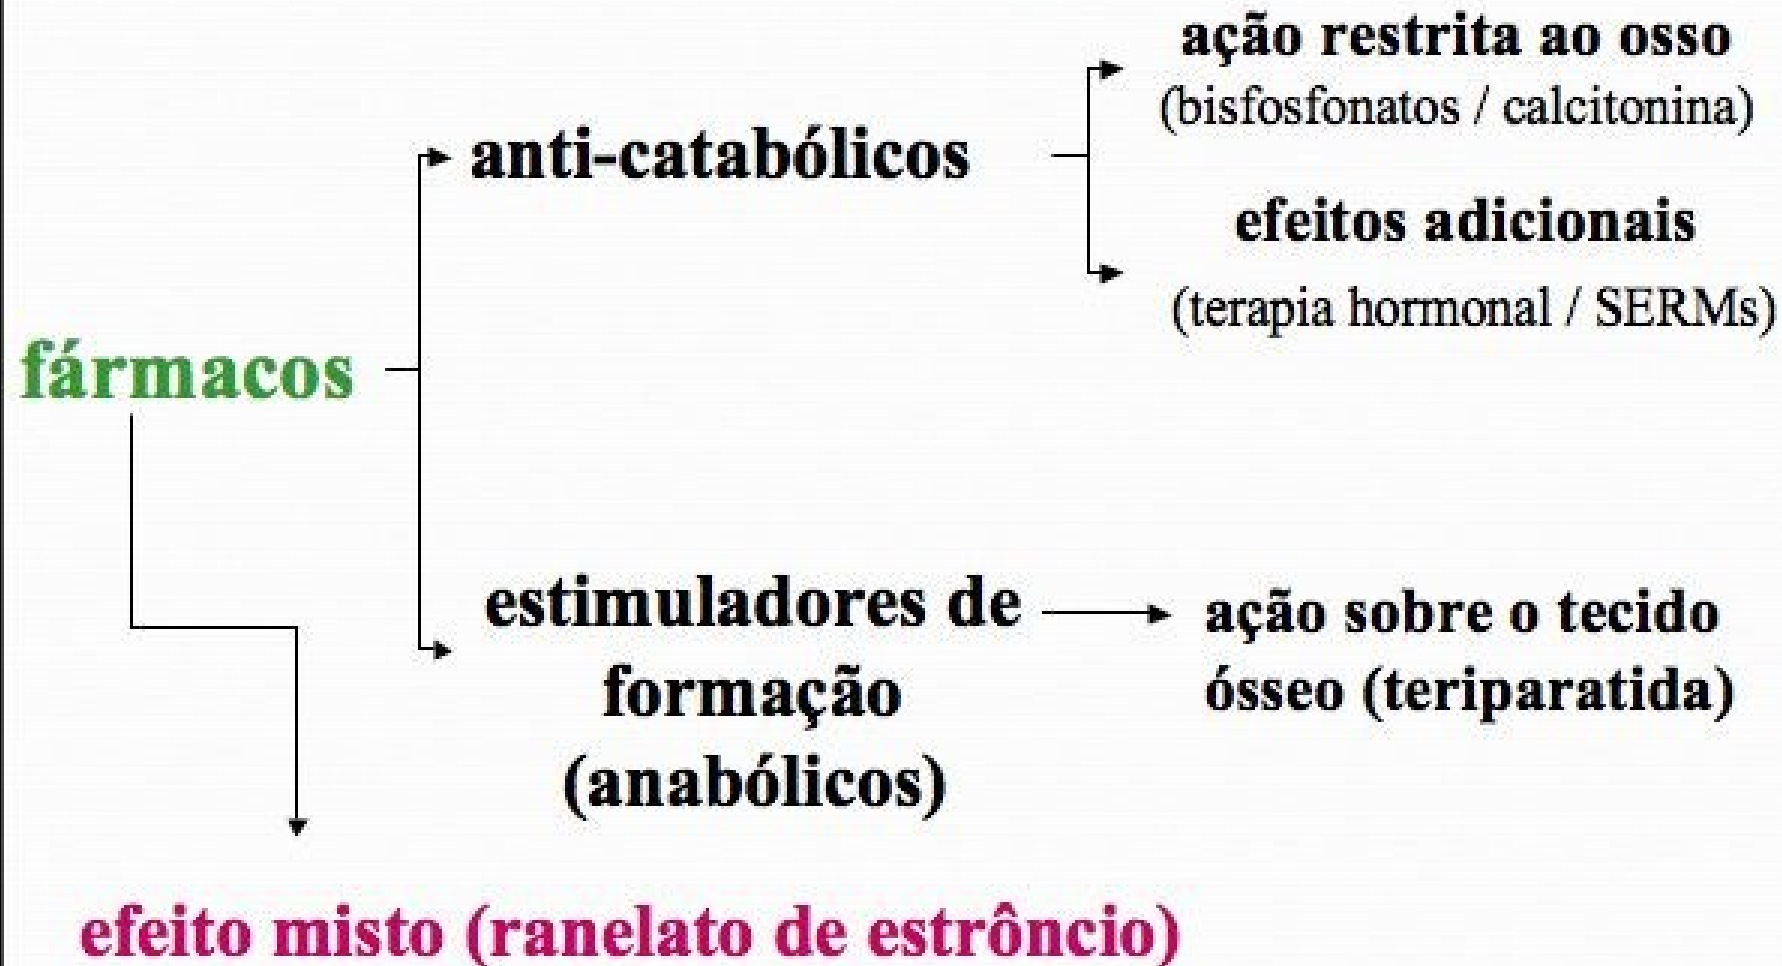 ação restrita ao osso
(bisfosfonatos / calcitonina)
anti-catabólicos
efeitos adicionais
(terapia hormonal / SERMs)
fármacos
estimuladores de
formação
(anabólicos)
ação sobre o tecido
ósseo (teriparatida)
efeito misto (ranelato de estrôncio)